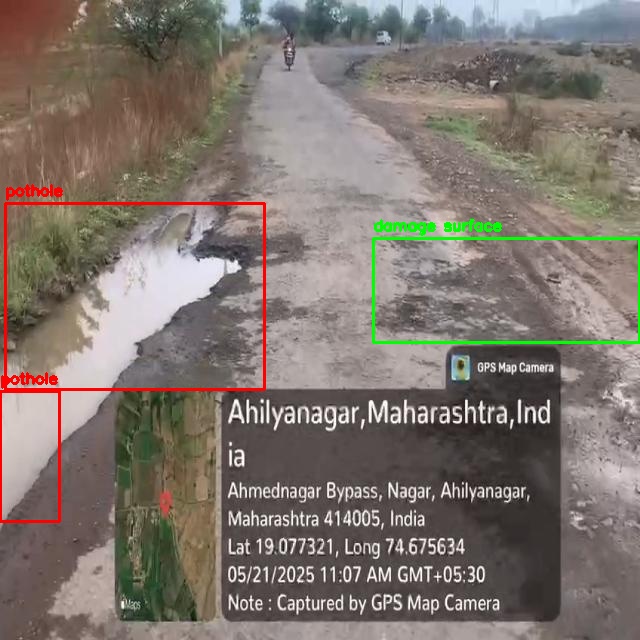 pothole
damage surface
pothole
GPS Map Camera
Ahilyanagar,Maharashtra,Ind
ia
Ahmednagar Bypass, Nagar, Ahilyanagar,
Maharashtra 414005, India
Lat 19.077321, Long 74.675634
05/21/2025 11:07 AM GMT+05:30
Note : Captured by GPS Map Camera
Maps